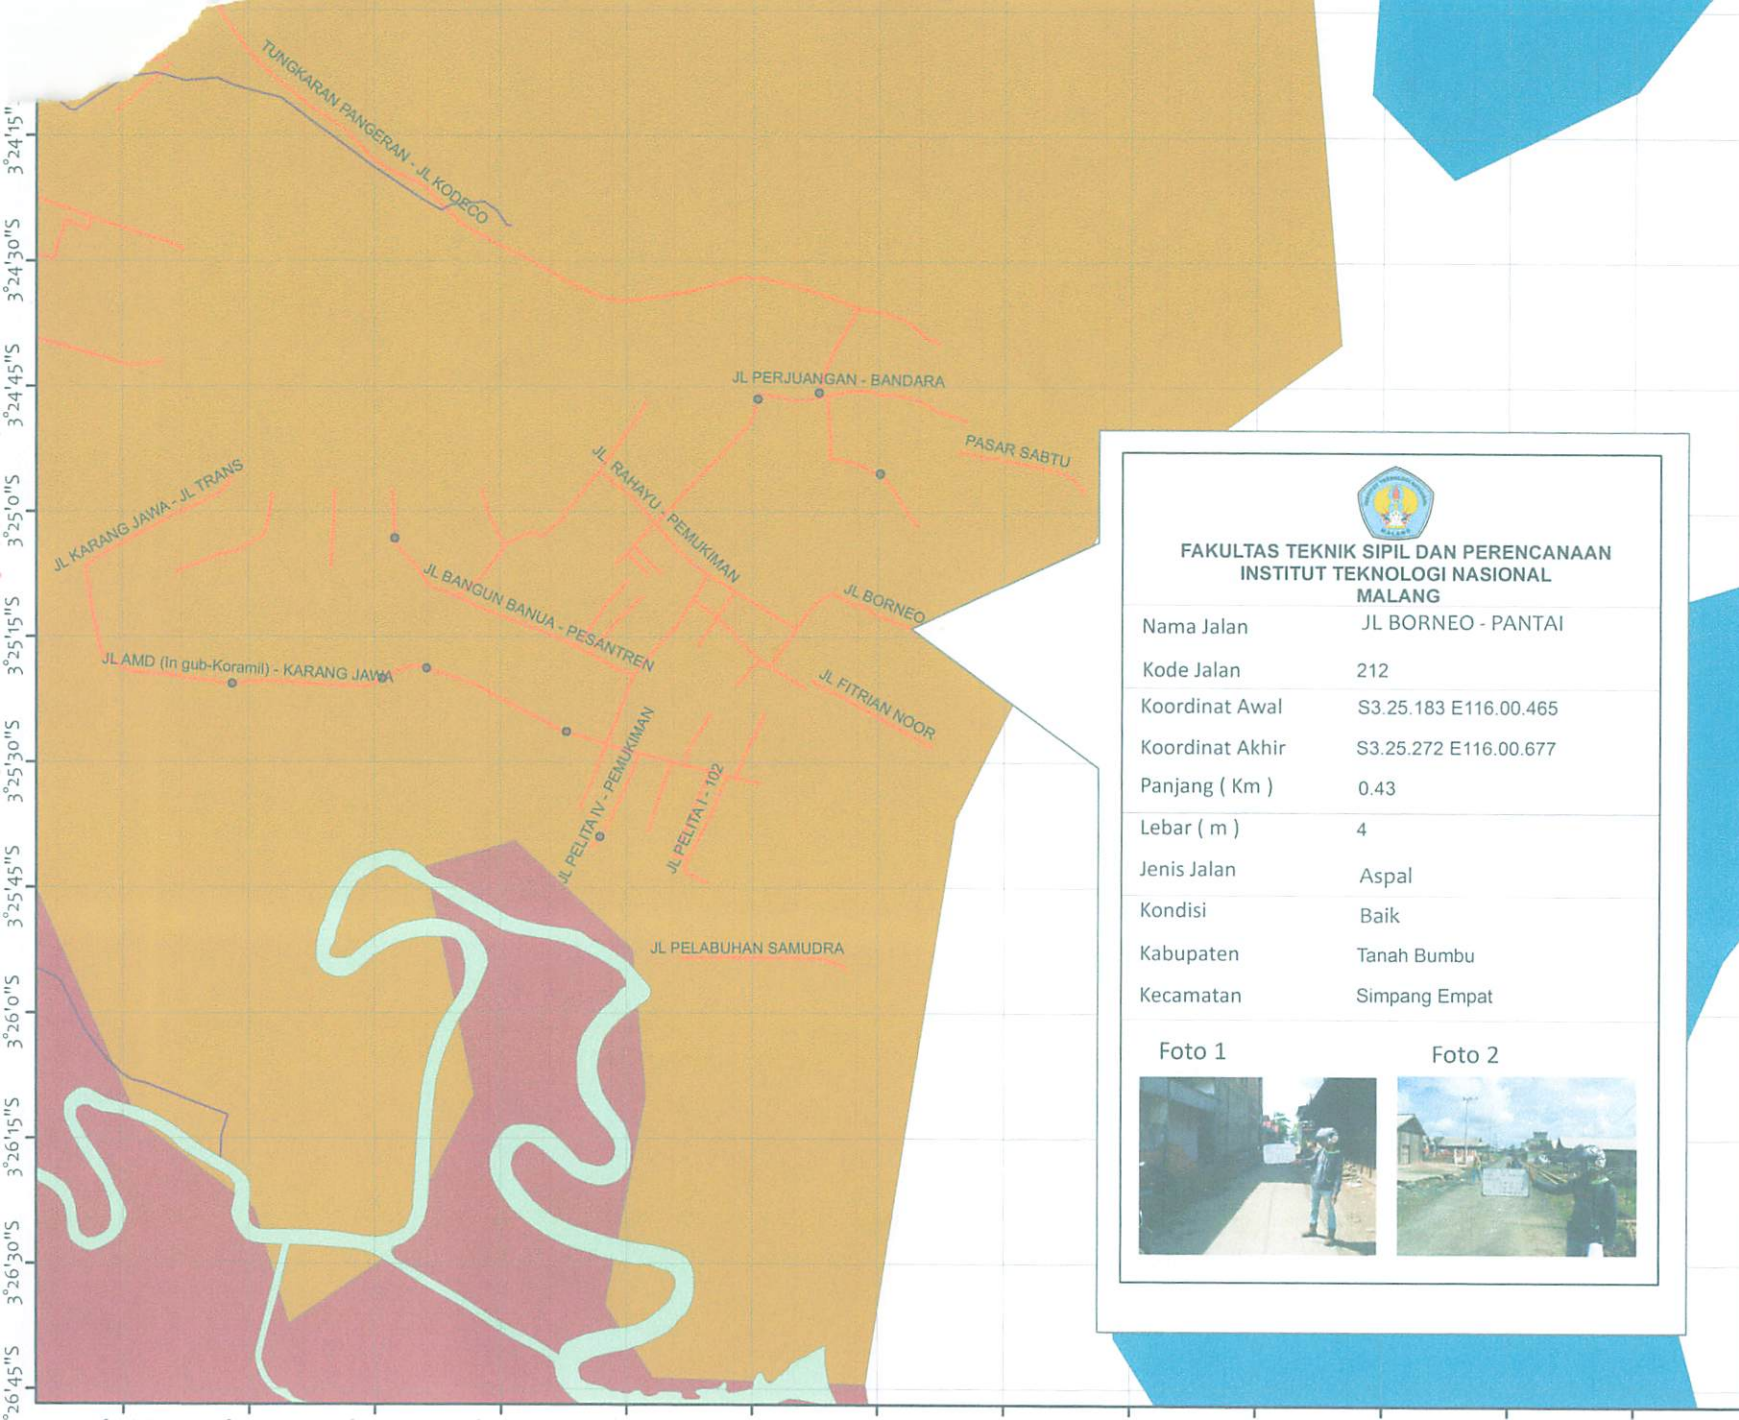 TUNGKARAN PANGERAN - JL KODECO
3°24'15"
3°24'30"S
3°24'45"S
JL PERJUANGAN - BANDARA
PASAR SABTU
JL RAHAYU - PEMUKIMAN
JL KARANG JAWA - JL TRANS
3°25'0"S
JL BANGUN BANUA - PESANTREN
JL BORNEO
3°25'15"S
JL AMD (In gub-Koramil) - KARANG JAWA
JL FITRIAN NOOR
3°25'30"S
JL PELITA IV - PEMUKIMAN
JL PELITA I - 102
3°25'45"S
JL PELABUHAN SAMUDRA
3°26'0"S
3°26'15"S
3°26'30"S
3°26'45"S
INSTITUT TEKNOLOGI NASIONAL
MALANG
FAKULTAS TEKNIK SIPIL DAN PERENCANAAN
INSTITUT TEKNOLOGI NASIONAL
MALANG
Nama Jalan JL BORNEO - PANTAI
Kode Jalan 212
Koordinat Awal S3.25.183 E116.00.465
Koordinat Akhir S3.25.272 E116.00.677
Panjang ( Km ) 0.43
Lebar ( m ) 4
Jenis Jalan Aspal
Kondisi Baik
Kabupaten Tanah Bumbu
Kecamatan Simpang Empat
Foto 1 Foto 2